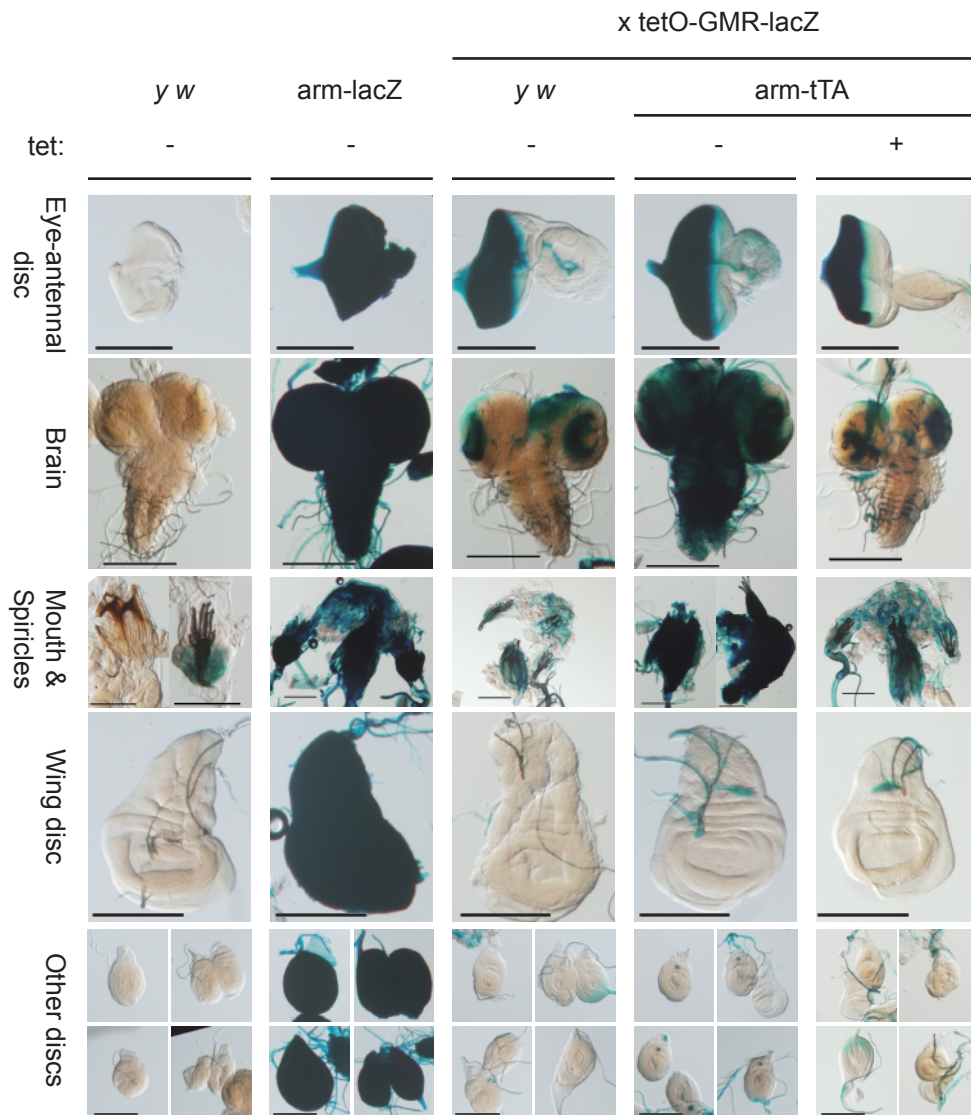 x tetO-GMR-lacZ
y w arm-lacZ y w arm-tTA
tet: - - - - +
Eye-antennal
disc
Brain
Mouth &
Spiricles
Wing disc
Other discs